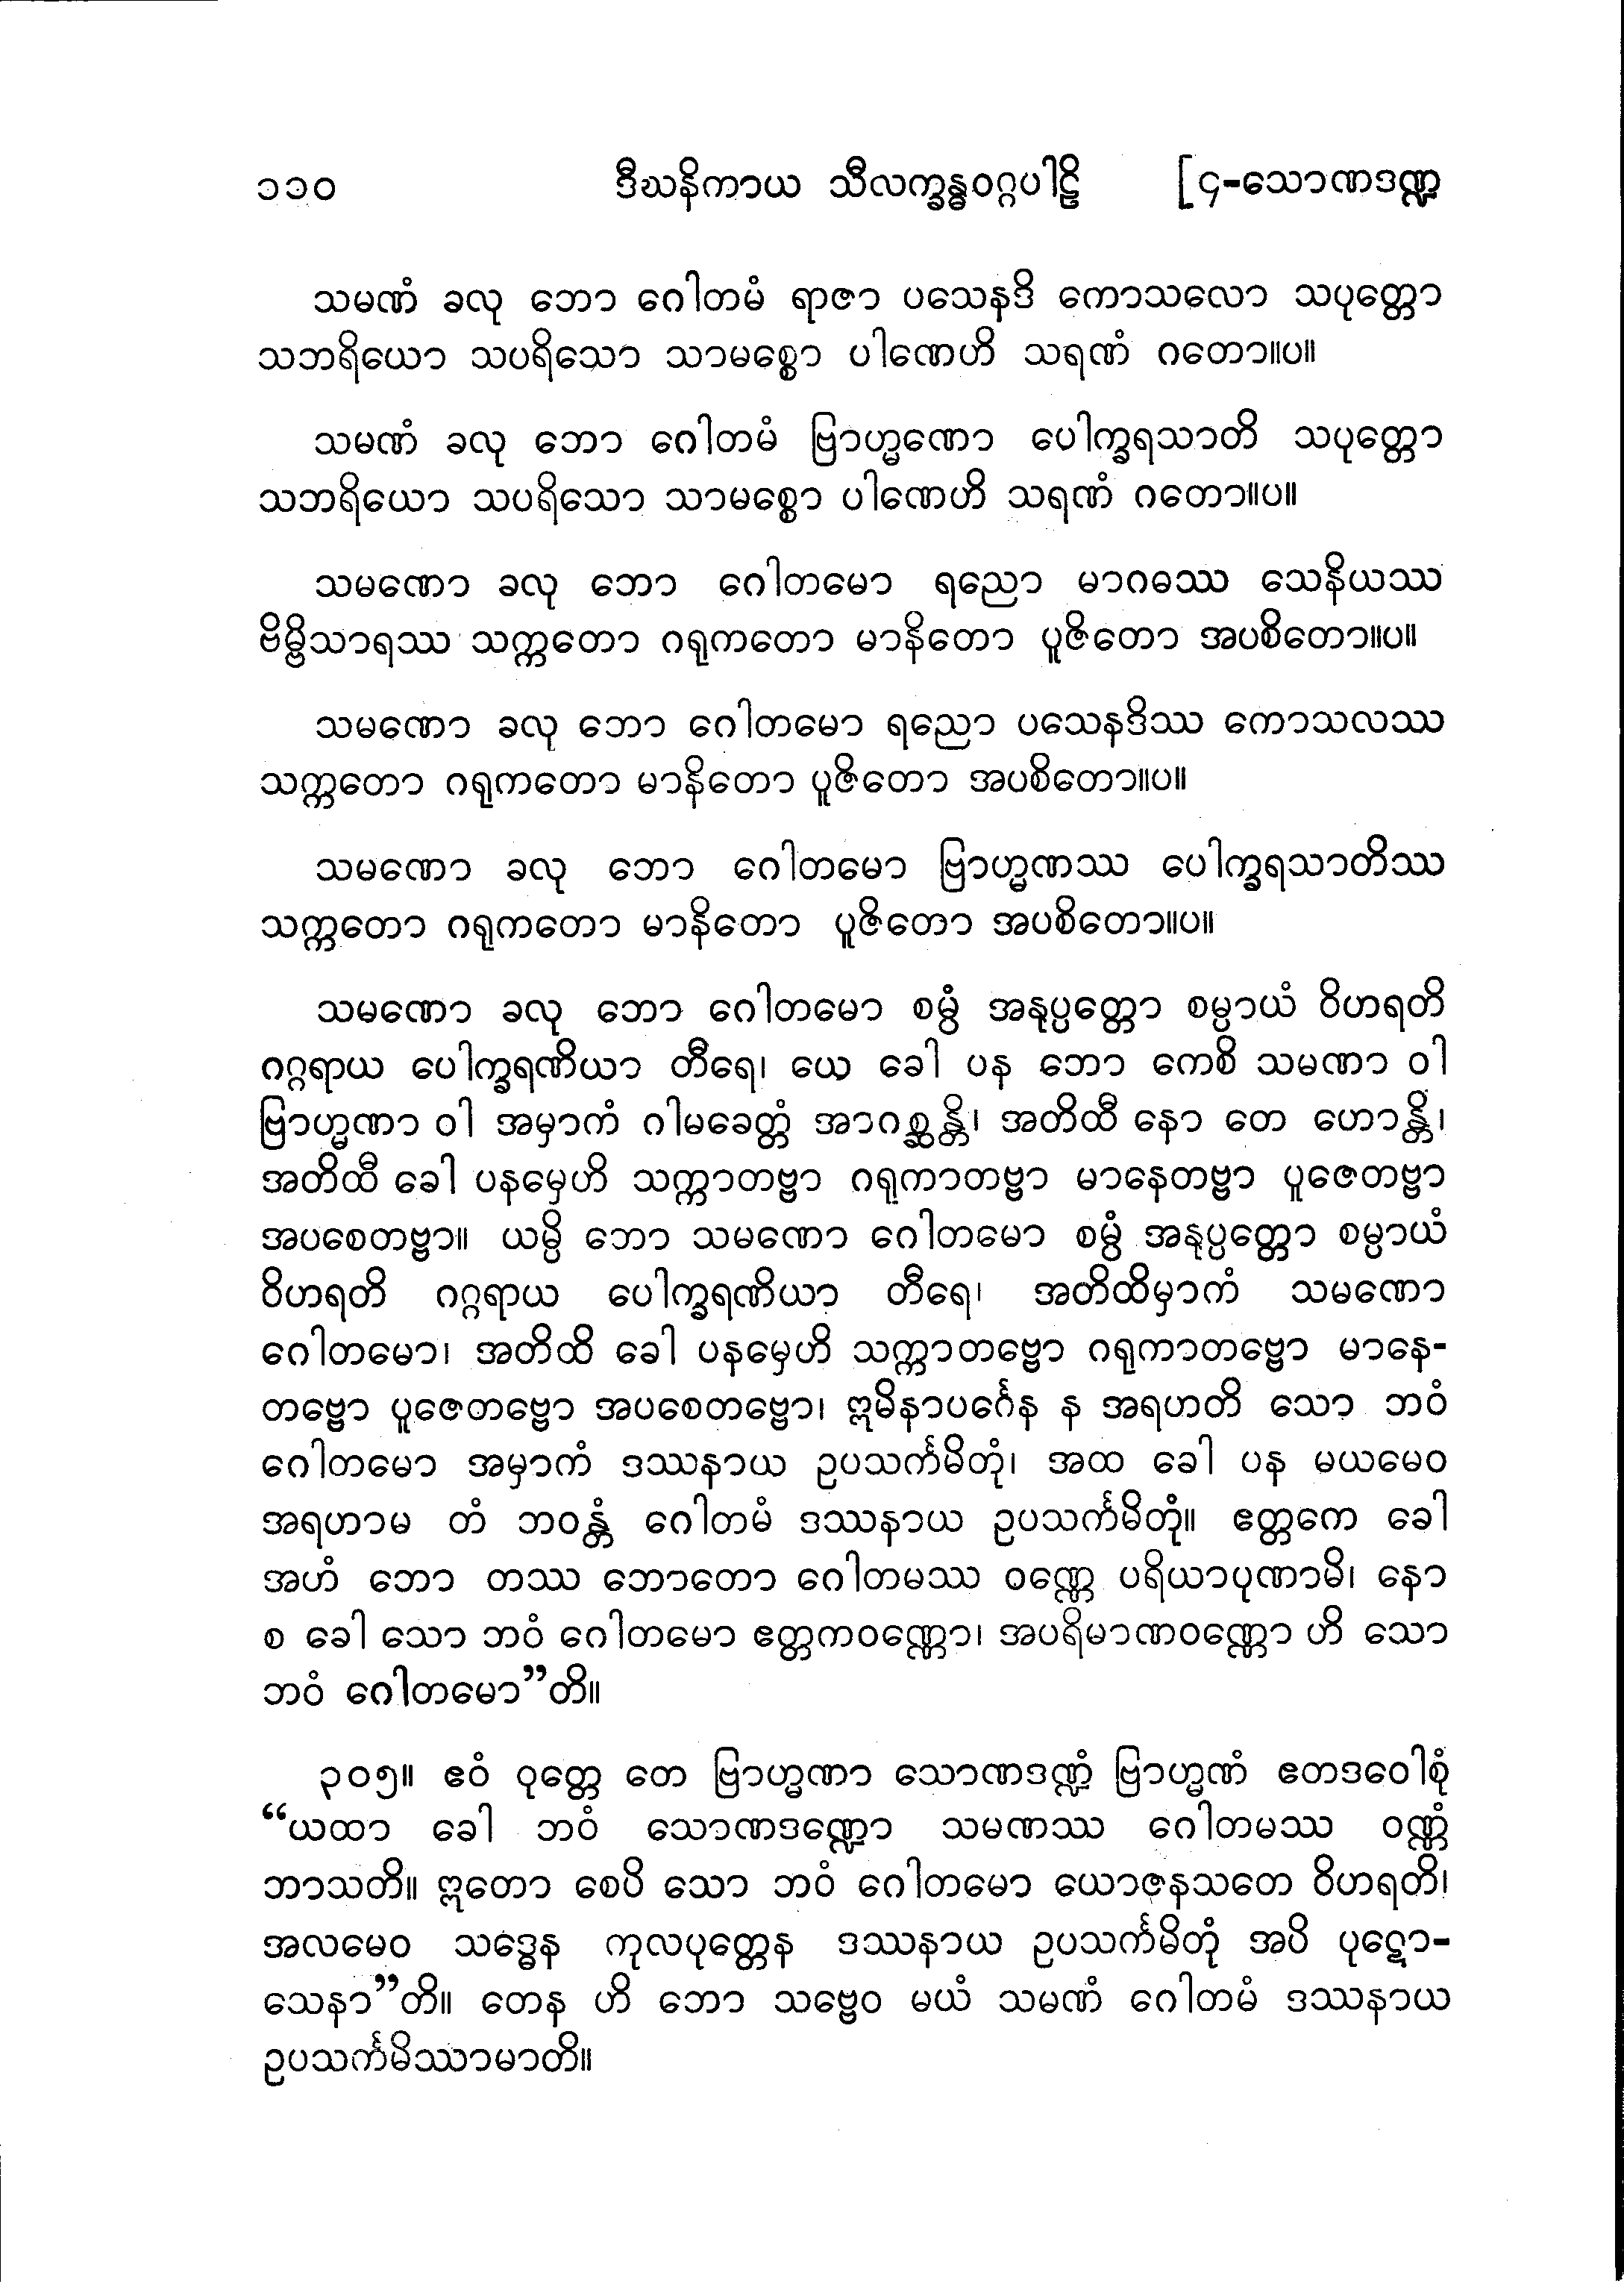 ၁၁၀ ဒီဃနိကာယ သီလက္ခန္ဓဝဂ္ဂပါဠိ [၄-သောဏဒဏ္ဍ
သမဏံ ခလု ဘော ဂေါတမံ ရာဇာ ပသေနဒိ ကောသလော သပုတ္တော
သဘရိယော သပရိသော သာမစ္စော ပါဏေဟိ သရဏံ ဂတော။ပ။
သမဏံ ခလု ဘော ဂေါတမံ ဗြာဟ္မဏော ပေါက္ခရသာတိ သပုတ္တော
သဘရိယော သပရိသော သာမစ္စော ပါဏေဟိ သရဏံ ဂတော။ပ။
သမဏော ခလု ဘော ဂေါတမော ရညော မာဂဓဿ သေနိယဿ
ဗိမ္ဗိသာရဿ သက္ကတော ဂရုကတော မာနိတော ပူဇိတော အပစိတော။ပ။
သမဏော ခလု ဘော ဂေါတမော ရညော ပသေနဒိဿ ကောသလဿ
သက္ကတော ဂရုကတော မာနိတော ပူဇိတော အပစိတော။ပ။
သမဏော ခလု ဘော ဂေါတမော ဗြာဟ္မဏဿ ပေါက္ခရသာတိဿ
သက္ကတော ဂရုကတော မာနိတော ပူဇိတော အပစိတော။ပ။
သမဏော ခလု ဘော ဂေါတမော စမ္ပံ အနုပ္ပတ္တော စမ္ပာယံ ဝိဟရတိ
ဂဂ္ဂရာယ ပေါက္ခရဏိယာ တီရေ၊ ယေ ခေါ ပန ဘော ကေစိ သမဏာ ဝါ
ဗြာဟ္မဏာ ဝါ အမှာကံ ဂါမခေတ္တံ အာဂစ္ဆန္တိ၊ အတိထီ နော တေ ဟောန္တိ၊
အတိထီ ခေါ ပနမှေဟိ သက္ကာတဗ္ဗာ ဂရုကာတဗ္ဗာ မာနေတဗ္ဗာ ပူဇေတဗ္ဗာ
အပစေတဗ္ဗာ။ ယမ္ပိ ဘော သမဏော ဂေါတမော စမ္ပံ အနုပ္ပတ္တော စမ္ပာယံ
ဝိဟရတိ ဂဂ္ဂရာယ ပေါက္ခရဏိယာ တီရေ၊ အတိထိမှာကံ သမဏော
ဂေါတမော၊ အတိထိ ခေါ ပနမှေဟိ သက္ကာတဗ္ဗော ဂရုကာတဗ္ဗော မာနေ-
တဗ္ဗော ပူဇေတဗ္ဗော အပစေတဗ္ဗော၊ ဣမိနာပင်္ဂေန န အရဟတိ သော ဘဝံ
ဂေါတမော အမှာကံ ဒဿနာယ ဥပသင်္ကမိတုံ၊ အထ ခေါ ပန မယမေဝ
အရဟာမ တံ ဘဝန္တံ ဂေါတမံ ဒဿနာယ ဥပသင်္ကမိတုံ။ ဧတ္တကေ ခေါ
အဟံ ဘော တဿ ဘောတော ဂေါတမဿ ဝဏ္ဏေ ပရိယာပုဏာမိ၊ နော
စ ခေါ သော ဘဝံ ဂေါတမော ဧတ္တကဝဏ္ဏော၊ အပရိမာဏဝဏ္ဏော ဟိ သော
ဘဝံ ဂေါတမော”တိ။
၃၀၅။ ဧဝံ ဝုတ္တေ တေ ဗြာဟ္မဏာ သောဏဒဏ္ဍံ ဗြာဟ္မဏံ ဧတဒဝေါစုံ
“ယထာ ခေါ ဘဝံ သောဏဒဏ္ဍော သမဏဿ ဂေါတမဿ ဝဏ္ဏံ
ဘာသတိ။ ဣတော စေပိ သော ဘဝံ ဂေါတမော ယောဇနသတေ ဝိဟရတိ၊
အလမေဝ သဒ္ဓေန ကုလပုတ္တေန ဒဿနာယ ဥပသင်္ကမိတုံ အပိ ပုဋော-
သေနာ”တိ။ တေန ဟိ ဘော သဗ္ဗေဝ မယံ သမဏံ ဂေါတမံ ဒဿနာယ
ဥပသင်္ကမိဿာမာတိ။